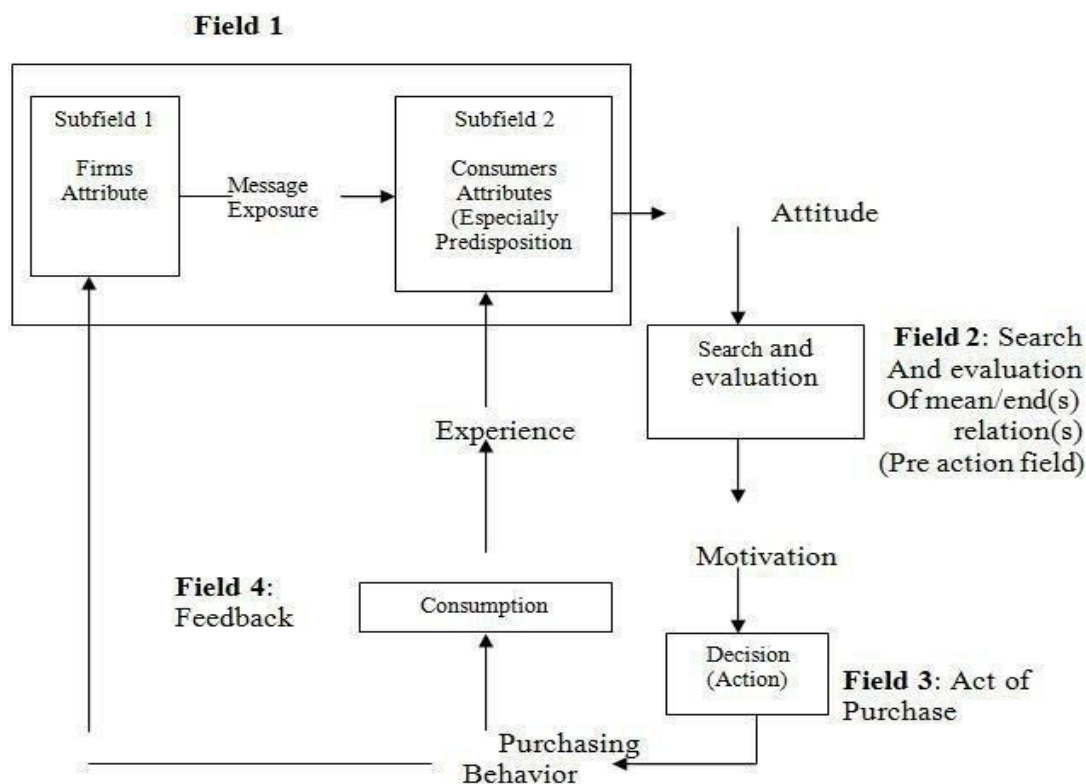 Field 1
Subfield 1
Firms
Attribute
Message
Exposure
Subfield 2
Consumers
Attributes
(Especially
Predisposition
Attitude
Search and
evaluation
Field 2: Search
And evaluation
Of mean/end(s)
relation(s)
(Pre action field)
Experience
Motivation
Field 4:
Feedback
Consumption
Decision
(Action)
Field 3: Act of
Purchase
Purchasing
Behavior